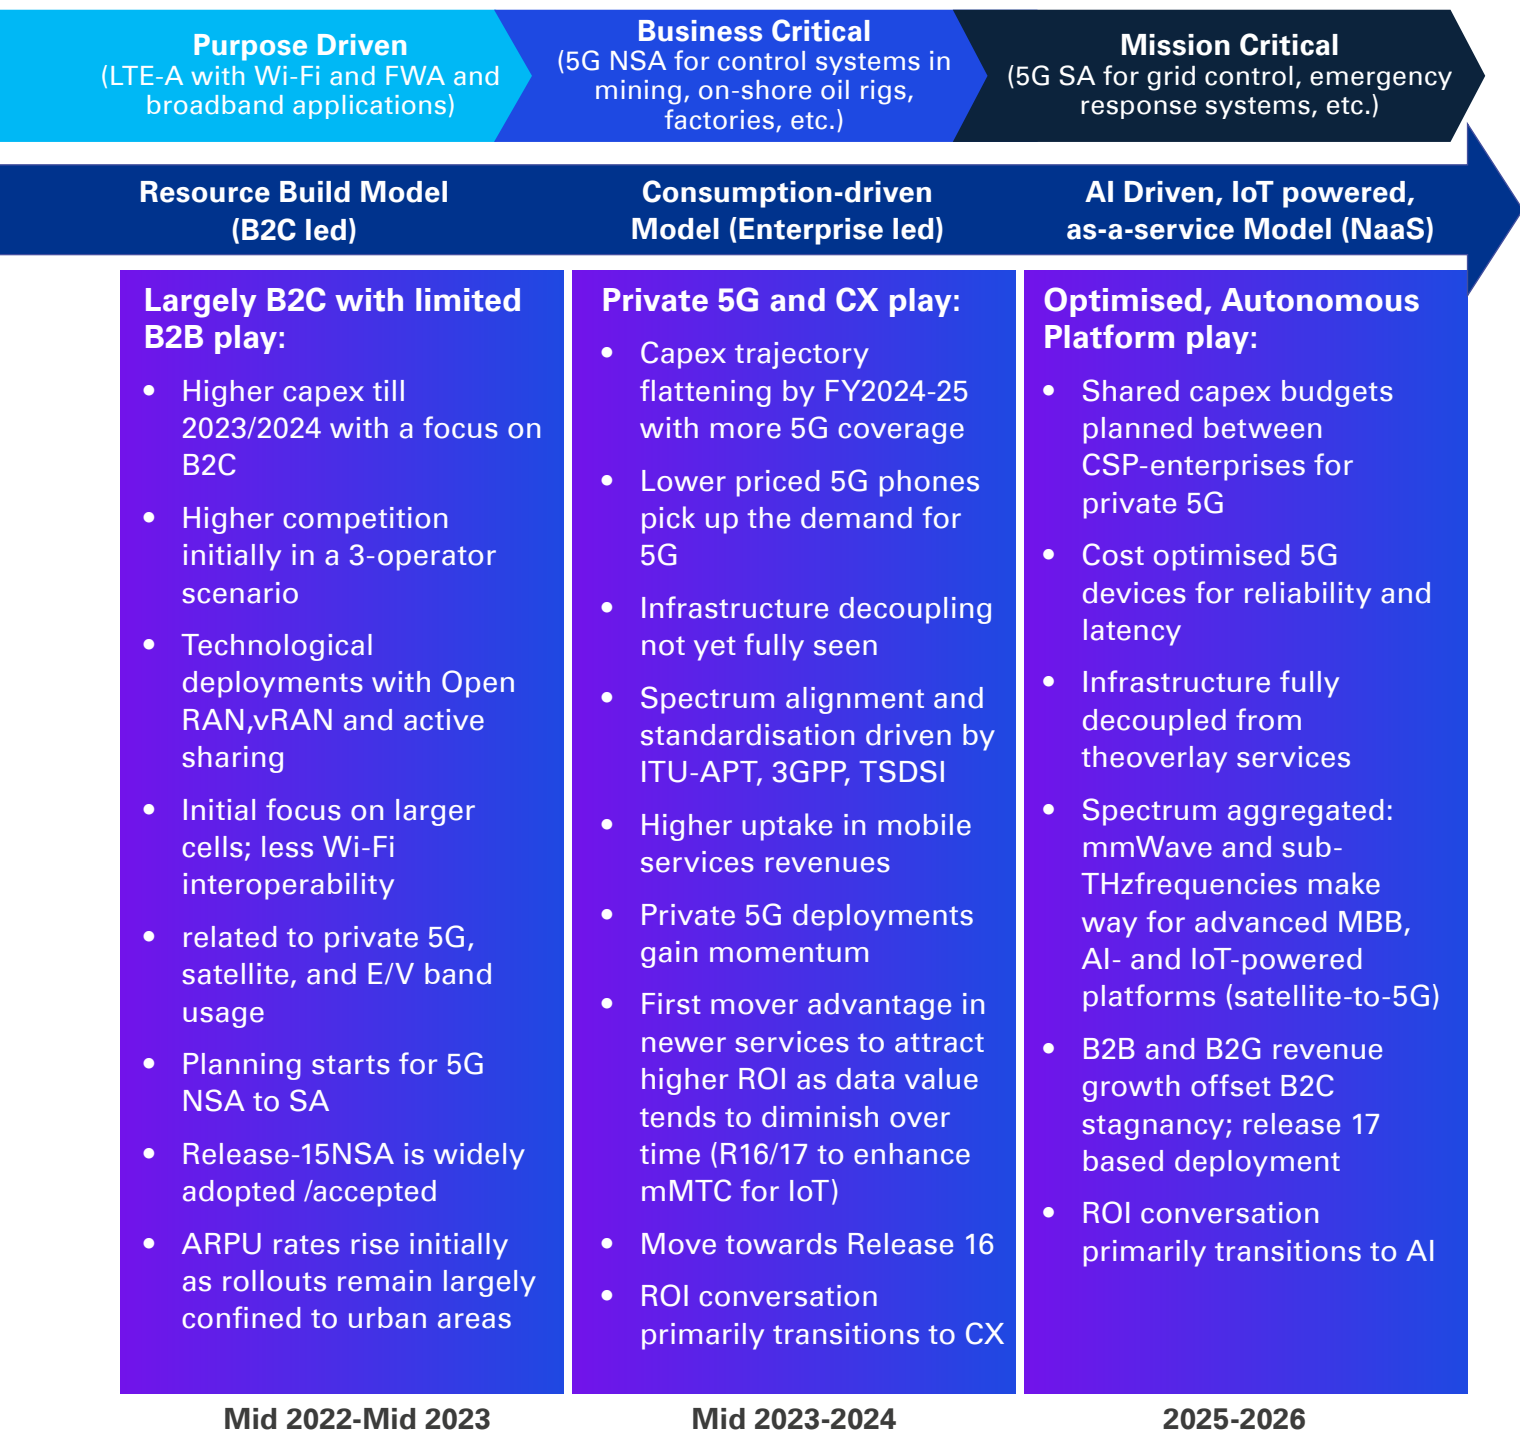 Purpose Driven
(LTE-A with Wi-Fi and FWA and
broadband applications)
Business Critical
(5G NSA for control systems in
mining, on-shore oil rigs,
factories, etc.)
Mission Critical
(5G SA for grid control, emergency
response systems, etc.)
Resource Build Model
(B2C led)
Consumption-driven
Model (Enterprise led)
AI Driven, IoT powered,
as-a-service Model (NaaS)
Largely B2C with limited
B2B play:
• Higher capex till
2023/2024 with a focus on
B2C
• Higher competition
initially in a 3-operator
scenario
• Technological
deployments with Open
RAN,vRAN and active
sharing
• Initial focus on larger
cells; less Wi-Fi
interoperability
• related to private 5G,
satellite, and E/V band
usage
• Planning starts for 5G
NSA to SA
• Release-15NSA is widely
adopted /accepted
• ARPU rates rise initially
as rollouts remain largely
confined to urban areas
Mid 2022-Mid 2023
Private 5G and CX play:
• Capex trajectory
flattening by FY2024-25
with more 5G coverage
• Lower priced 5G phones
pick up the demand for
5G
• Infrastructure decoupling
not yet fully seen
• Spectrum alignment and
standardisation driven by
ITU-APT, 3GPP, TSDSI
• Higher uptake in mobile
services revenues
• Private 5G deployments
gain momentum
• First mover advantage in
newer services to attract
higher ROI as data value
tends to diminish over
time (R16/17 to enhance
mMTC for IoT)
• Move towards Release 16
• ROI conversation
primarily transitions to CX
Mid 2023-2024
Optimised, Autonomous
Platform play:
• Shared capex budgets
planned between
CSP-enterprises for
private 5G
• Cost optimised 5G
devices for reliability and
latency
• Infrastructure fully
decoupled from
theoverlay services
• Spectrum aggregated:
mmWave and sub-
THzfrequencies make
way for advanced MBB,
AI- and IoT-powered
platforms (satellite-to-5G)
• B2B and B2G revenue
growth offset B2C
stagnancy; release 17
based deployment
• ROI conversation
primarily transitions to AI
2025-2026